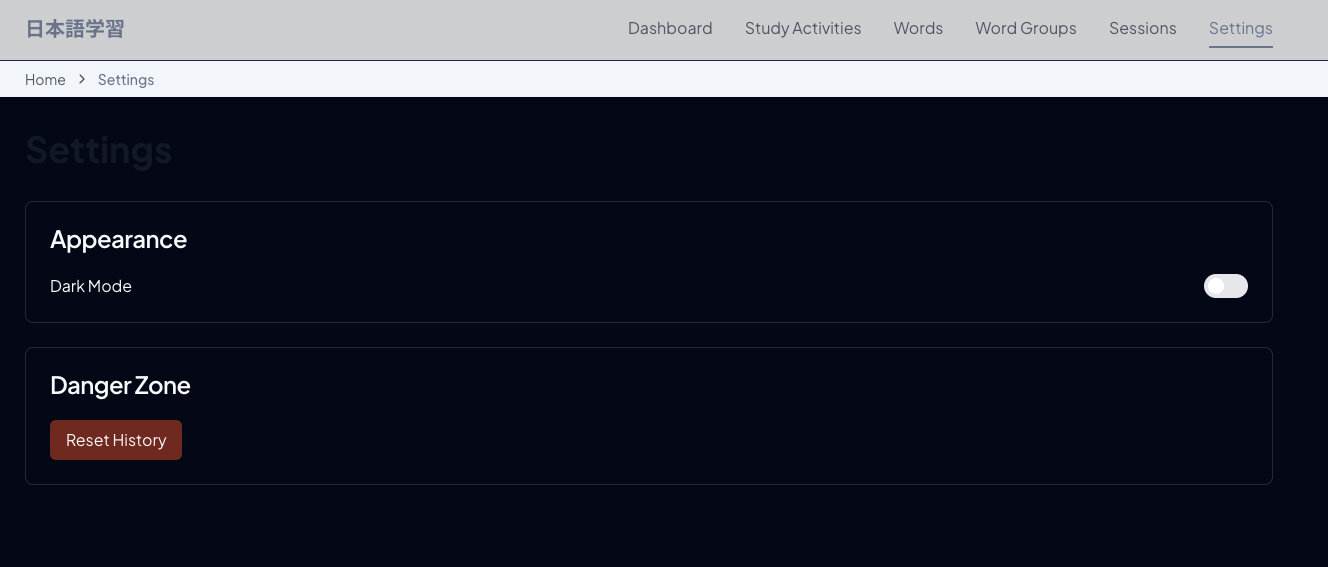 日本語学習
Dashboard Study Activities Words Word Groups Sessions Settings
Home > Settings
Settings
Appearance
Dark Mode
Danger Zone
Reset History